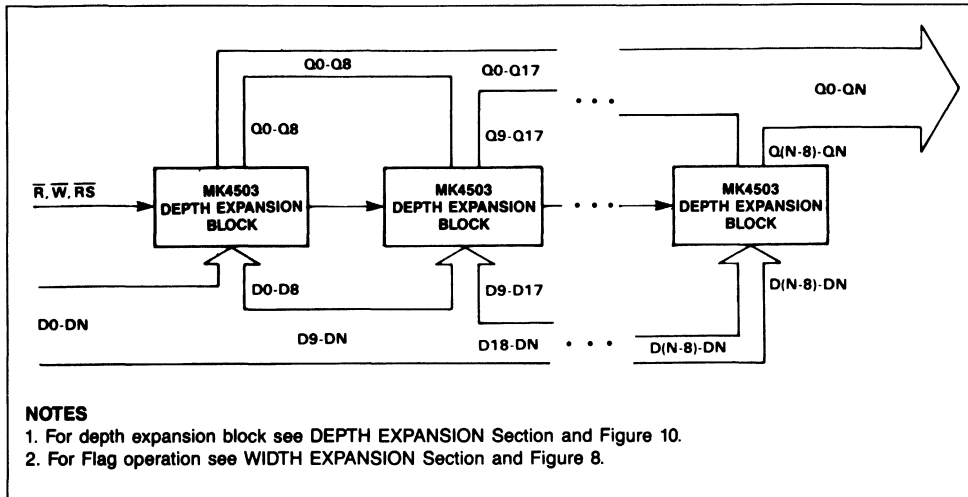 Q0-Q8
Q0-Q17
Q0-QN
Q0-Q8
Q9-Q17
Q(N-8)-QN
R̅, W̅, R̅S̅
MK4503
DEPTH EXPANSION
BLOCK
MK4503
DEPTH EXPANSION
BLOCK
MK4503
DEPTH EXPANSION
BLOCK
D0-D8
D9-D17
D(N-8)-DN
D0-DN
D9-DN
D18-DN
D(N-8)-DN
NOTES
1. For depth expansion block see DEPTH EXPANSION Section and Figure 10.
2. For Flag operation see WIDTH EXPANSION Section and Figure 8.